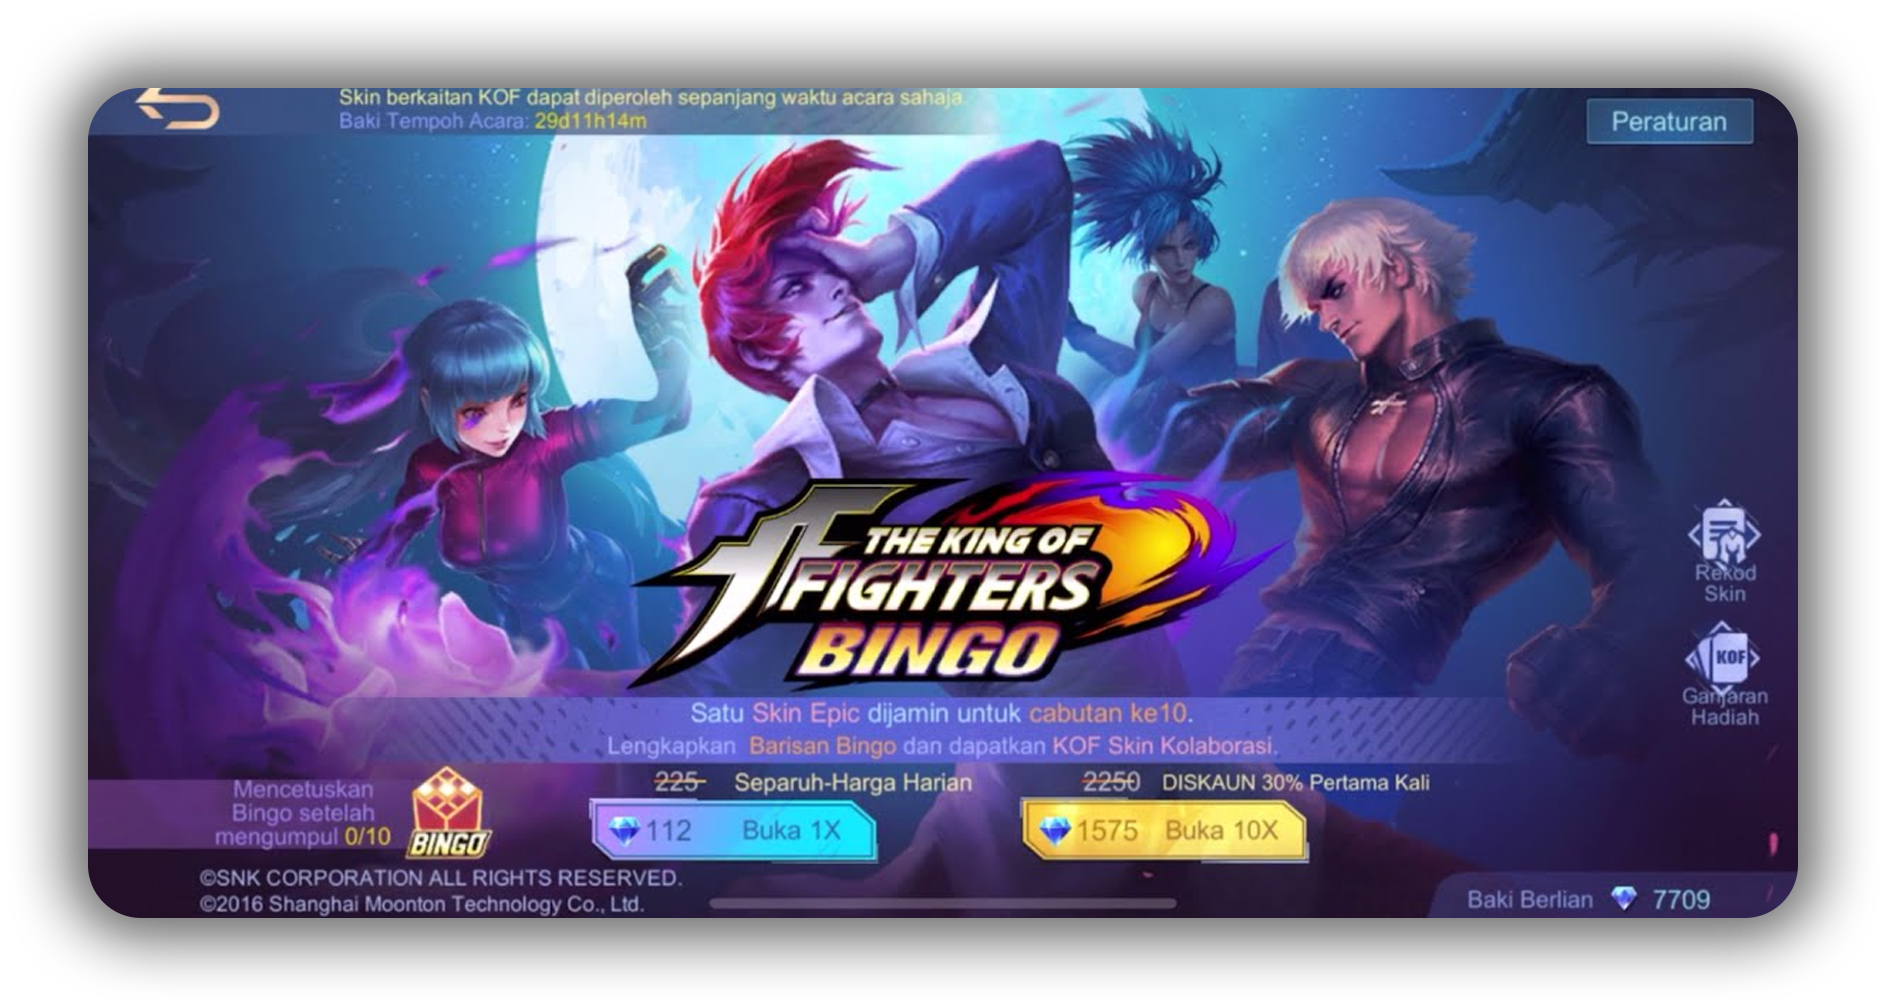 Skin berkaitan KOF dapat diperoleh sepanjang waktu acara sahaja.
Baki Tempoh Acara: 29d11h14m
Peraturan
THE KING OF
FIGHTERS
BINGO
Rekod
Skin
KOF
Ganjaran
Hadiah
Satu Skin Epic dijamin untuk cabutan ke10.
Lengkapkan Barisan Bingo dan dapatkan KOF Skin Kolaborasi.
Mencetuskan
Bingo setelah
mengumpul 0/10
BINGO
225 Separuh-Harga Harian
112 Buka 1X
2250 DISKAUN 30% Pertama Kali
1575 Buka 10X
©SNK CORPORATION ALL RIGHTS RESERVED.
©2016 Shanghai Moonton Technology Co., Ltd.
Baki Berlian 7709